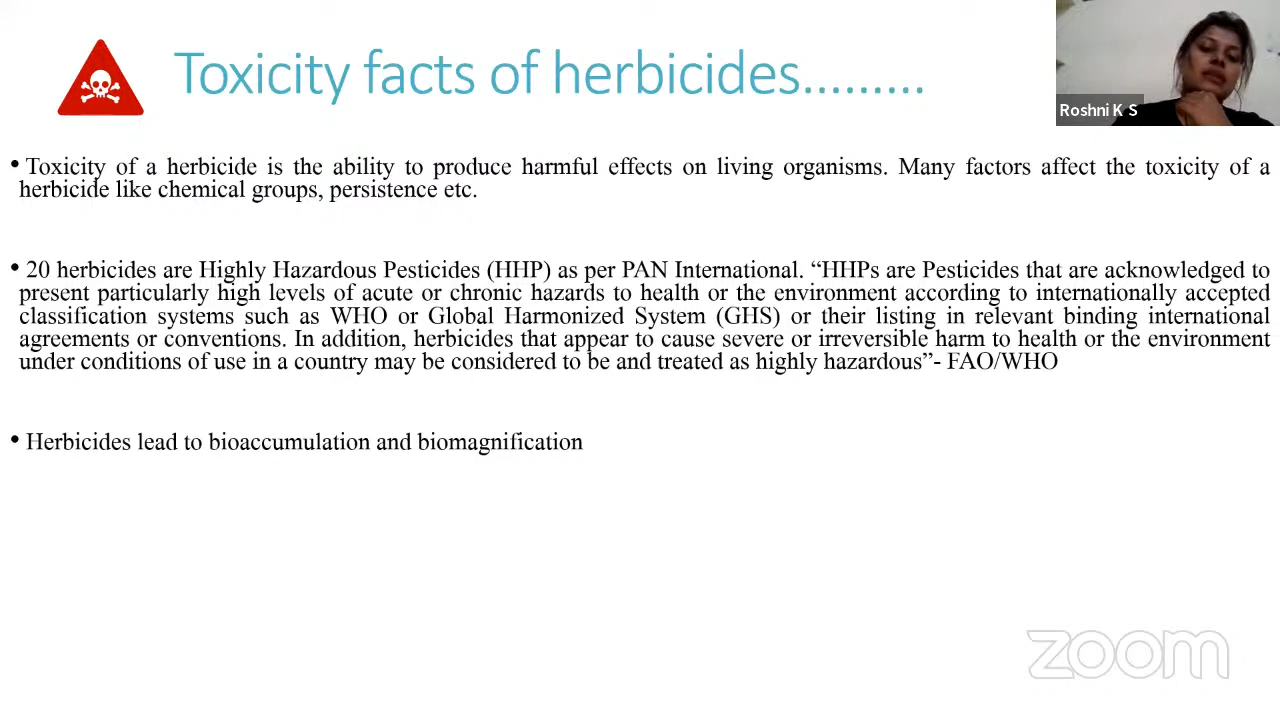 Toxicity facts of herbicides.........
Roshni K S
• Toxicity of a herbicide is the ability to produce harmful effects on living organisms. Many factors affect the toxicity of a
herbicide like chemical groups, persistence etc.
• 20 herbicides are Highly Hazardous Pesticides (HHP) as per PAN International. “HHPs are Pesticides that are acknowledged to
present particularly high levels of acute or chronic hazards to health or the environment according to internationally accepted
classification systems such as WHO or Global Harmonized System (GHS) or their listing in relevant binding international
agreements or conventions. In addition, herbicides that appear to cause severe or irreversible harm to health or the environment
under conditions of use in a country may be considered to be and treated as highly hazardous”- FAO/WHO
• Herbicides lead to bioaccumulation and biomagnification
zoom